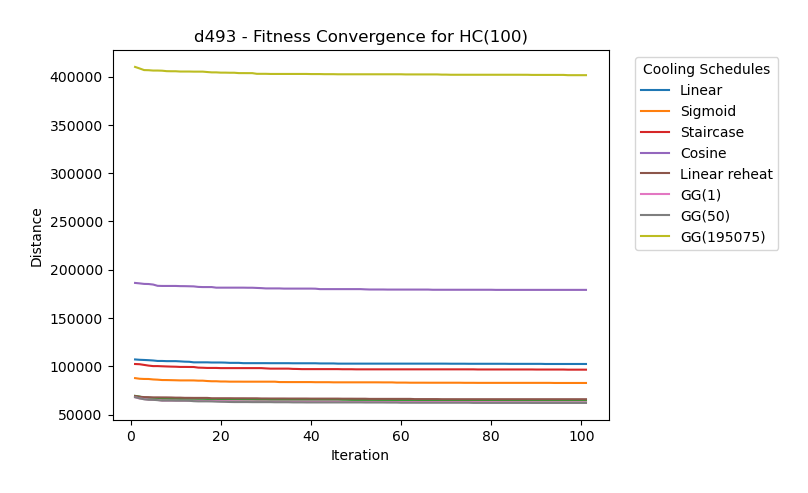 d493 - Fitness Convergence for HC(100)
400000
350000
300000
250000
200000
150000
100000
50000
Distance
0
20
40
60
80
100
Iteration
Cooling Schedules
Linear
Sigmoid
Staircase
Cosine
Linear reheat
GG(1)
GG(50)
GG(195075)